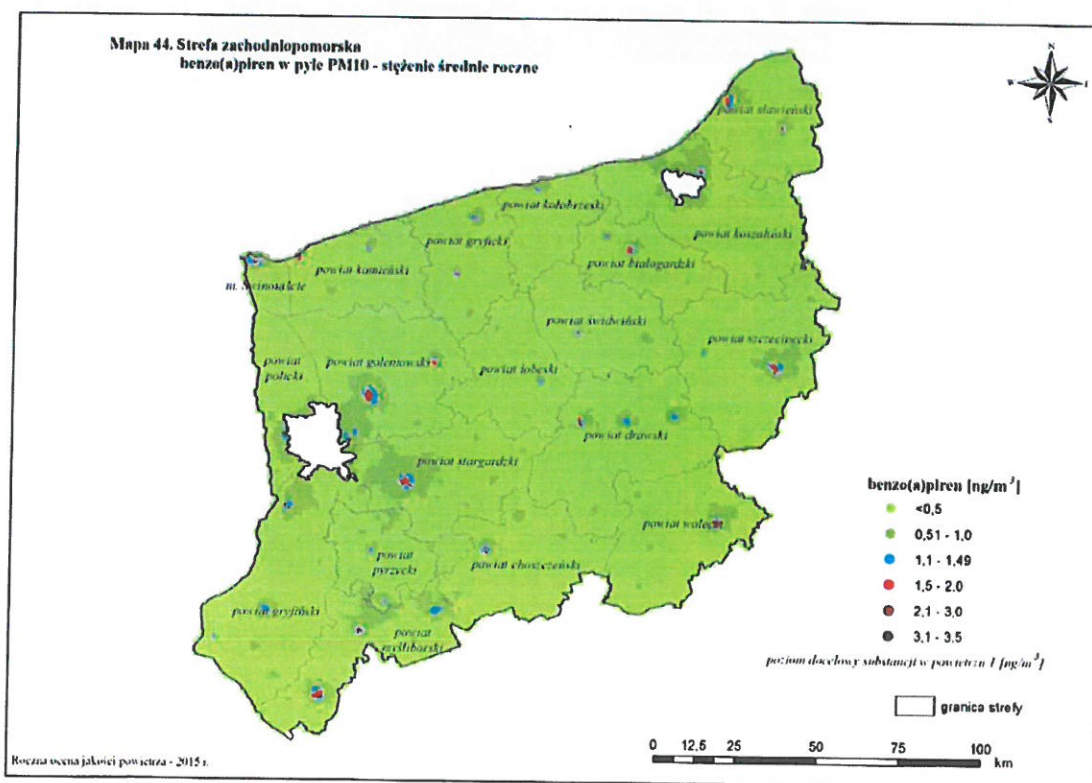 Mapa 44. Strefa zachodniopomorska
benzo(a)piren w pyle PM10 - stężenie średnie roczne
N
W
E
S
powiat sławieński
powiat kołobrzeski
powiat koszaliński
powiat gryficki
powiat białogardzki
powiat kamieński
m. Świnoujście
powiat świdwiński
powiat szczecinecki
powiat
policki
powiat goleniowski
powiat łobeski
powiat drawski
powiat stargardzki
powiat wałecki
powiat
pyrzycki
powiat choszczeński
powiat gryfiński
powiat
myśliborski
benzo(a)piren [ng/m³]
<0,5
0,51 - 1,0
1,1 - 1,49
1,5 - 2,0
2,1 - 3,0
3,1 - 3,5
poziom docelowy substancji w powietrzu 1 [ng/m³]
granica strefy
0 12,5 25 50 75 100
km
Roczna ocena jakości powietrza - 2015 r.